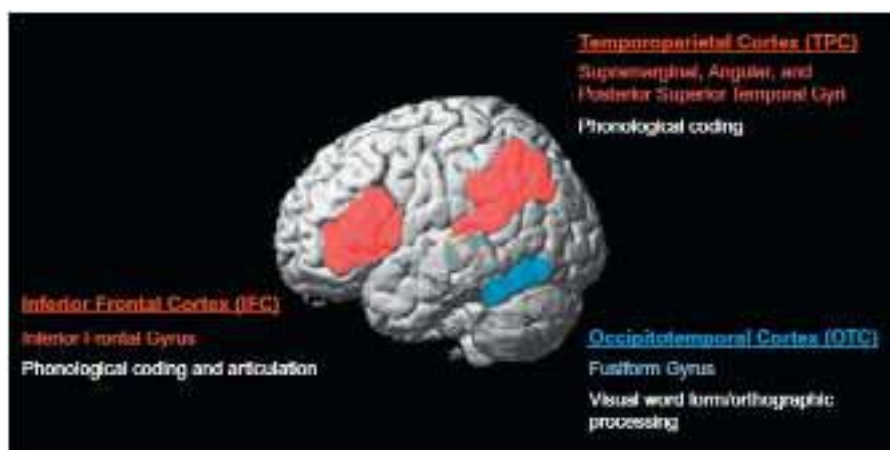 Temporoparietal Cortex (TPC)
Supramarginal, Angular, and
Posterior Superior Temporal Gyri
Phonological coding
Inferior Frontal Cortex (IFC)
Inferior Frontal Gyrus
Phonological coding and articulation
Occipitotemporal Cortex (OTC)
Fusiform Gyrus
Visual word form/orthographic
processing